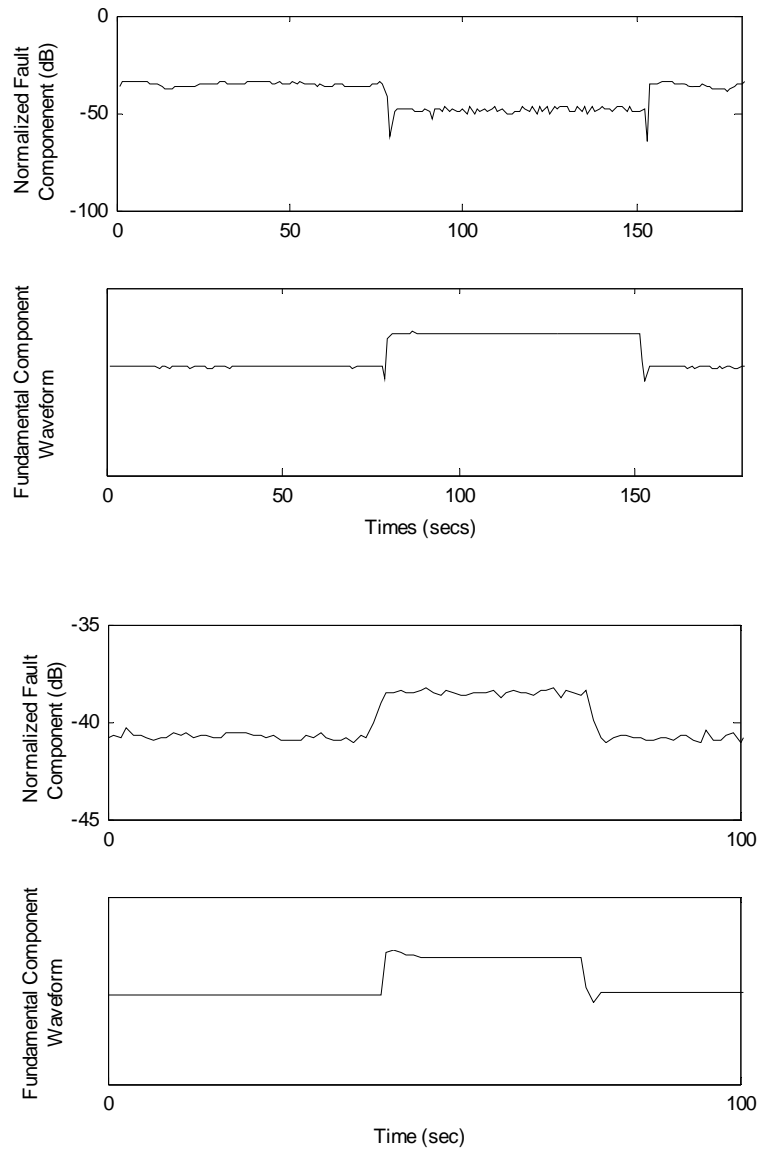 Normalized Fault
Componenent (dB)
0
-50
-100
0
50
100
150
Fundamental Component
Waveform
0
50
100
150
Times (secs)
Normalized Fault
Component (dB)
-35
-40
-45
0
100
Fundamental Component
Waveform
0
100
Time (sec)